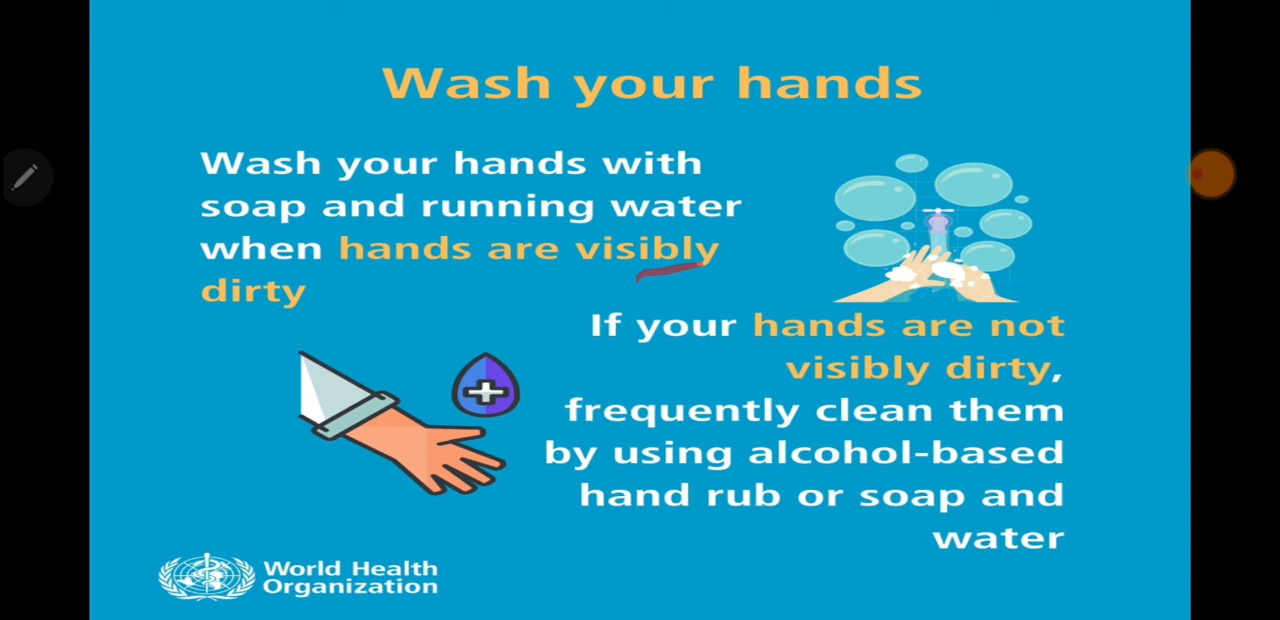 Wash your hands
Wash your hands with
soap and running water
when hands are visibly
dirty
If your hands are not
visibly dirty,
frequently clean them
by using alcohol-based
hand rub or soap and
water
World Health
Organization